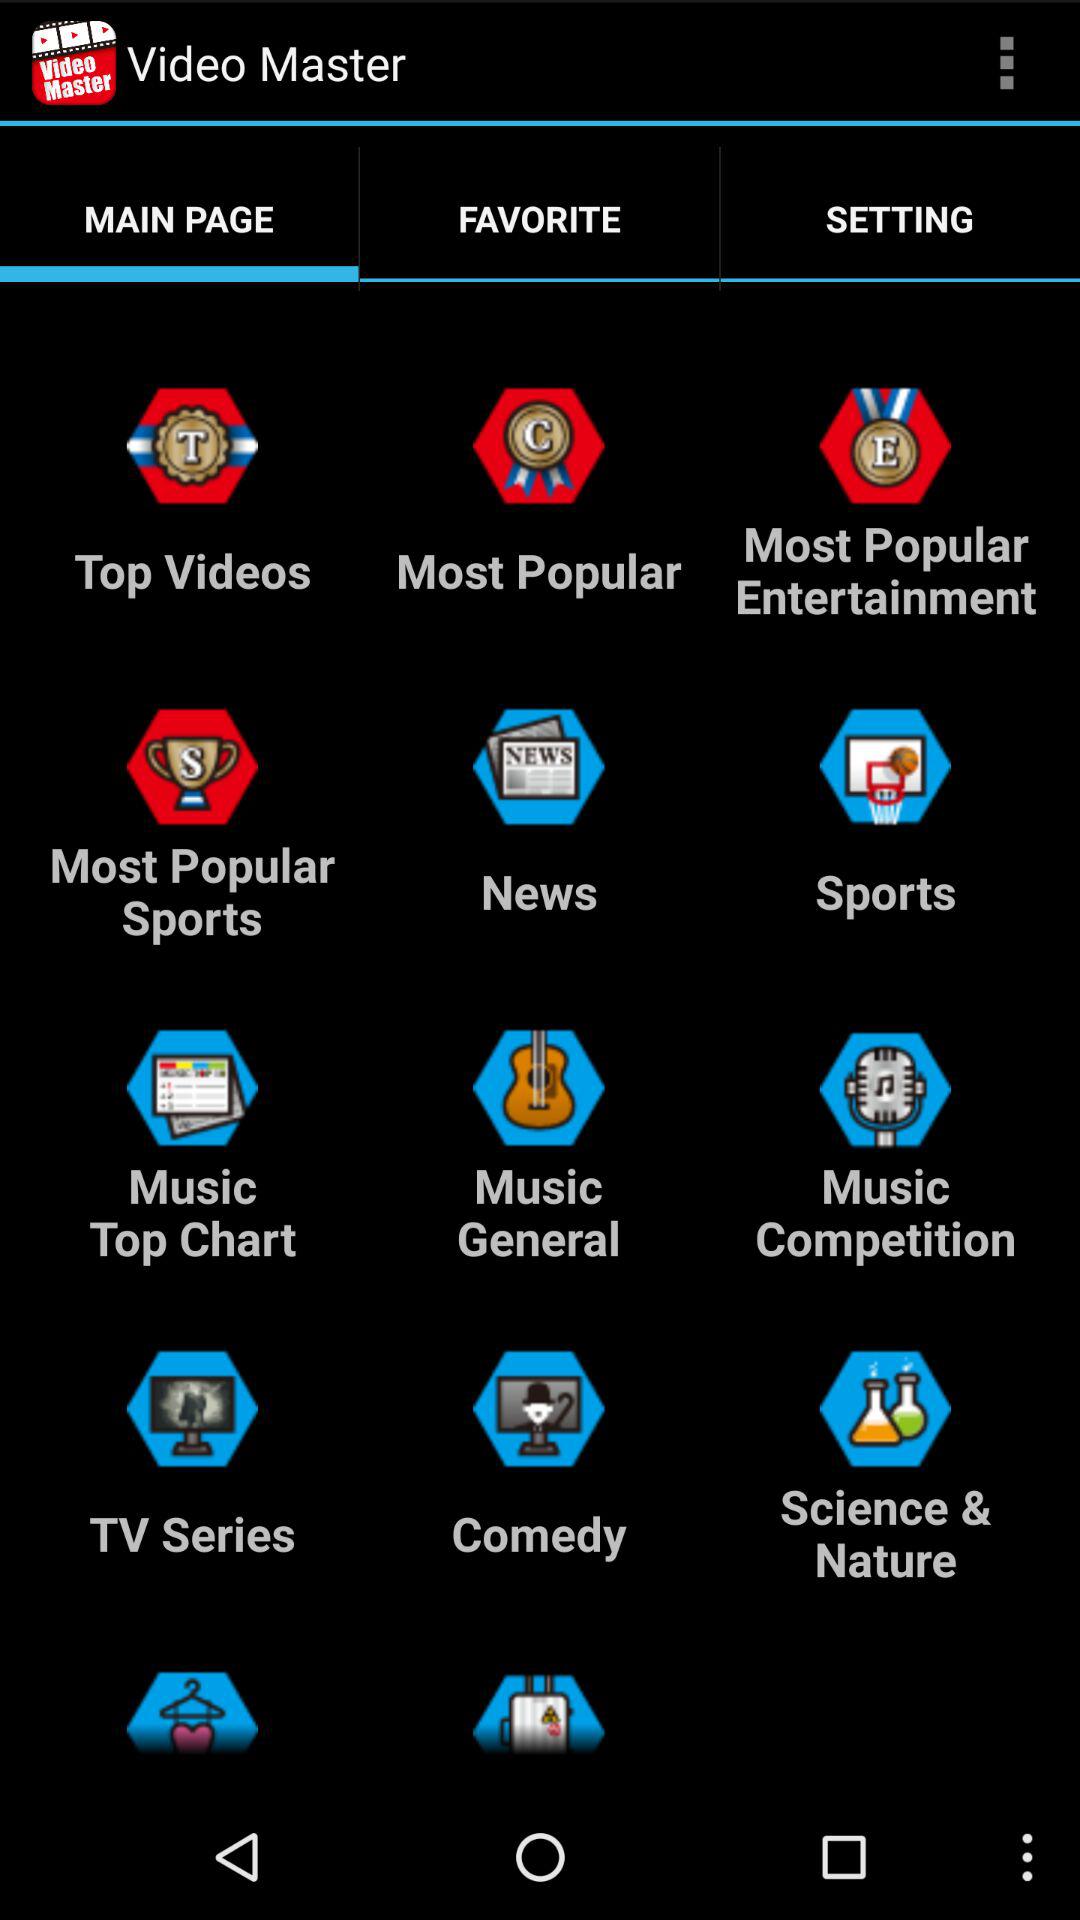 Video Master
Video Master
MAIN PAGE
FAVORITE
SETTING
T
C
E
Top Videos
Most Popular
Most Popular
Entertainment
S
NEWS
Most Popular
Sports
News
Sports
Music
Top Chart
Music
General
Music
Competition
TV Series
Comedy
Science &
Nature